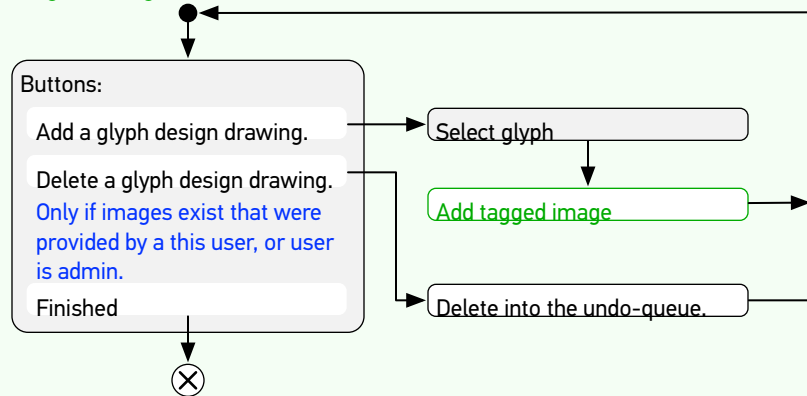 Buttons:
Add a glyph design drawing.
Select glyph
Delete a glyph design drawing.
Only if images exist that were
provided by a this user, or user
is admin.
Add tagged image
Finished
Delete into the undo-queue.